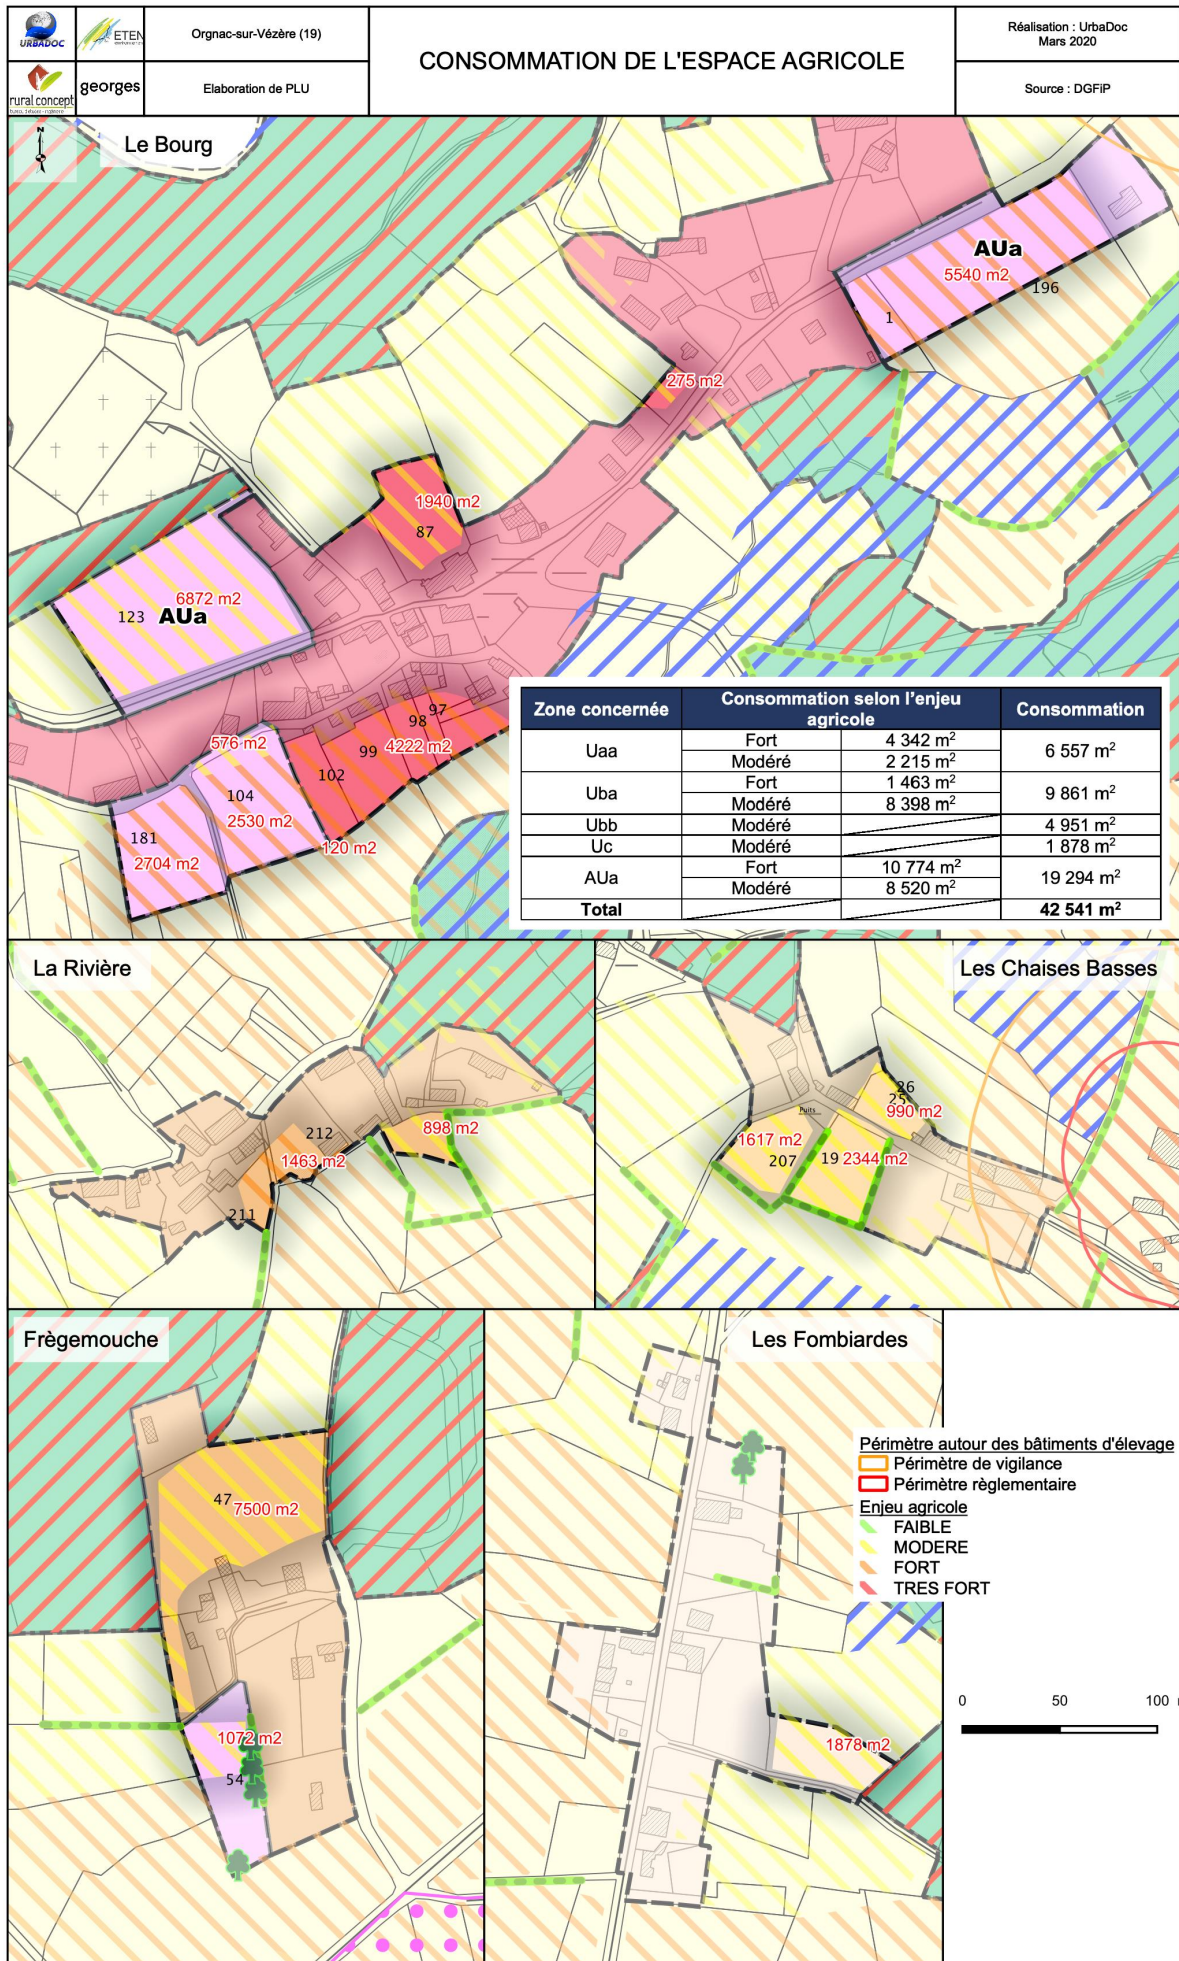 URBADOC
ETEN
Orgnac-sur-Vézère (19)
CONSOMMATION DE L'ESPACE AGRICOLE
Réalisation : UrbaDoc
Mars 2020
rural concept
georges
Elaboration de PLU
Source : DGFiP
N
Le Bourg
AUa
5540 m2
196
1
275 m2
1940 m2
87
6872 m2
123
AUa
97
98
576 m2
99
4222 m2
102
104
2530 m2
181
2704 m2
120 m2
Zone concernée
Consommation selon l'enjeu
agricole
Consommation
Uaa
Fort
4 342 m²
6 557 m²
Modéré
2 215 m²
Uba
Fort
1 463 m²
9 861 m²
Modéré
8 398 m²
Ubb
Modéré
4 951 m²
Uc
Modéré
1 878 m²
AUa
Fort
10 774 m²
19 294 m²
Modéré
8 520 m²
Total
42 541 m²
La Rivière
212
898 m2
1463 m2
211
Les Chaises Basses
26
25
990 m2
Puits
1617 m2
207
19
2344 m2
Frègemouche
47
7500 m2
1072 m2
54
Les Fombiardes
1878 m2
Périmètre autour des bâtiments d'élevage
Périmètre de vigilance
Périmètre règlementaire
Enjeu agricole
FAIBLE
MODERE
FORT
TRES FORT
0 50 100